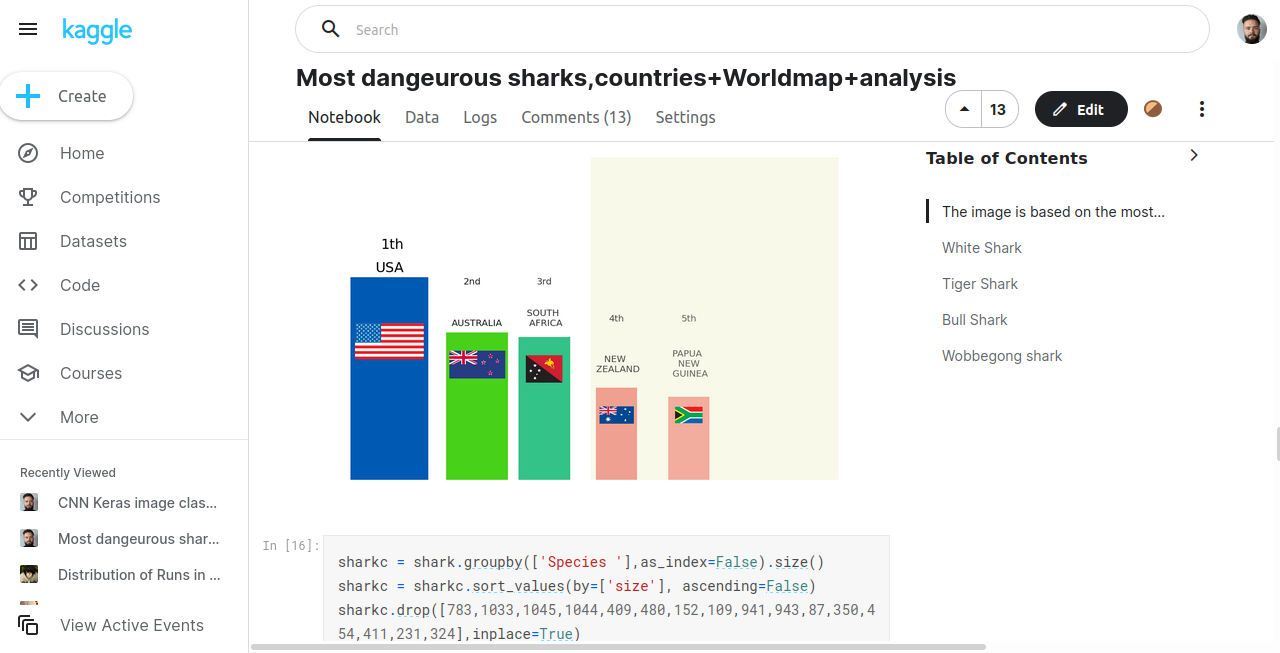 kaggle
Search
Create
Home
Competitions
Datasets
Code
Discussions
Courses
More
Recently Viewed
CNN Keras image clas...
Most dangeurous shar...
Distribution of Runs in ...
View Active Events
Most dangeurous sharks,countries+Worldmap+analysis
Notebook
Data
Logs
Comments (13)
Settings
13
Edit
1th
USA
2nd
AUSTRALIA
3rd
SOUTH
AFRICA
4th
NEW
ZEALAND
5th
PAPUA
NEW
GUINEA
In [16]:
sharkc = shark.groupby(['Species '],as_index=False).size()
sharkc = sharkc.sort_values(by=['size'], ascending=False)
sharkc.drop([783,1033,1045,1044,409,480,152,109,941,943,87,350,4
54,411,231,324],inplace=True)
Table of Contents
The image is based on the most...
White Shark
Tiger Shark
Bull Shark
Wobbegong shark